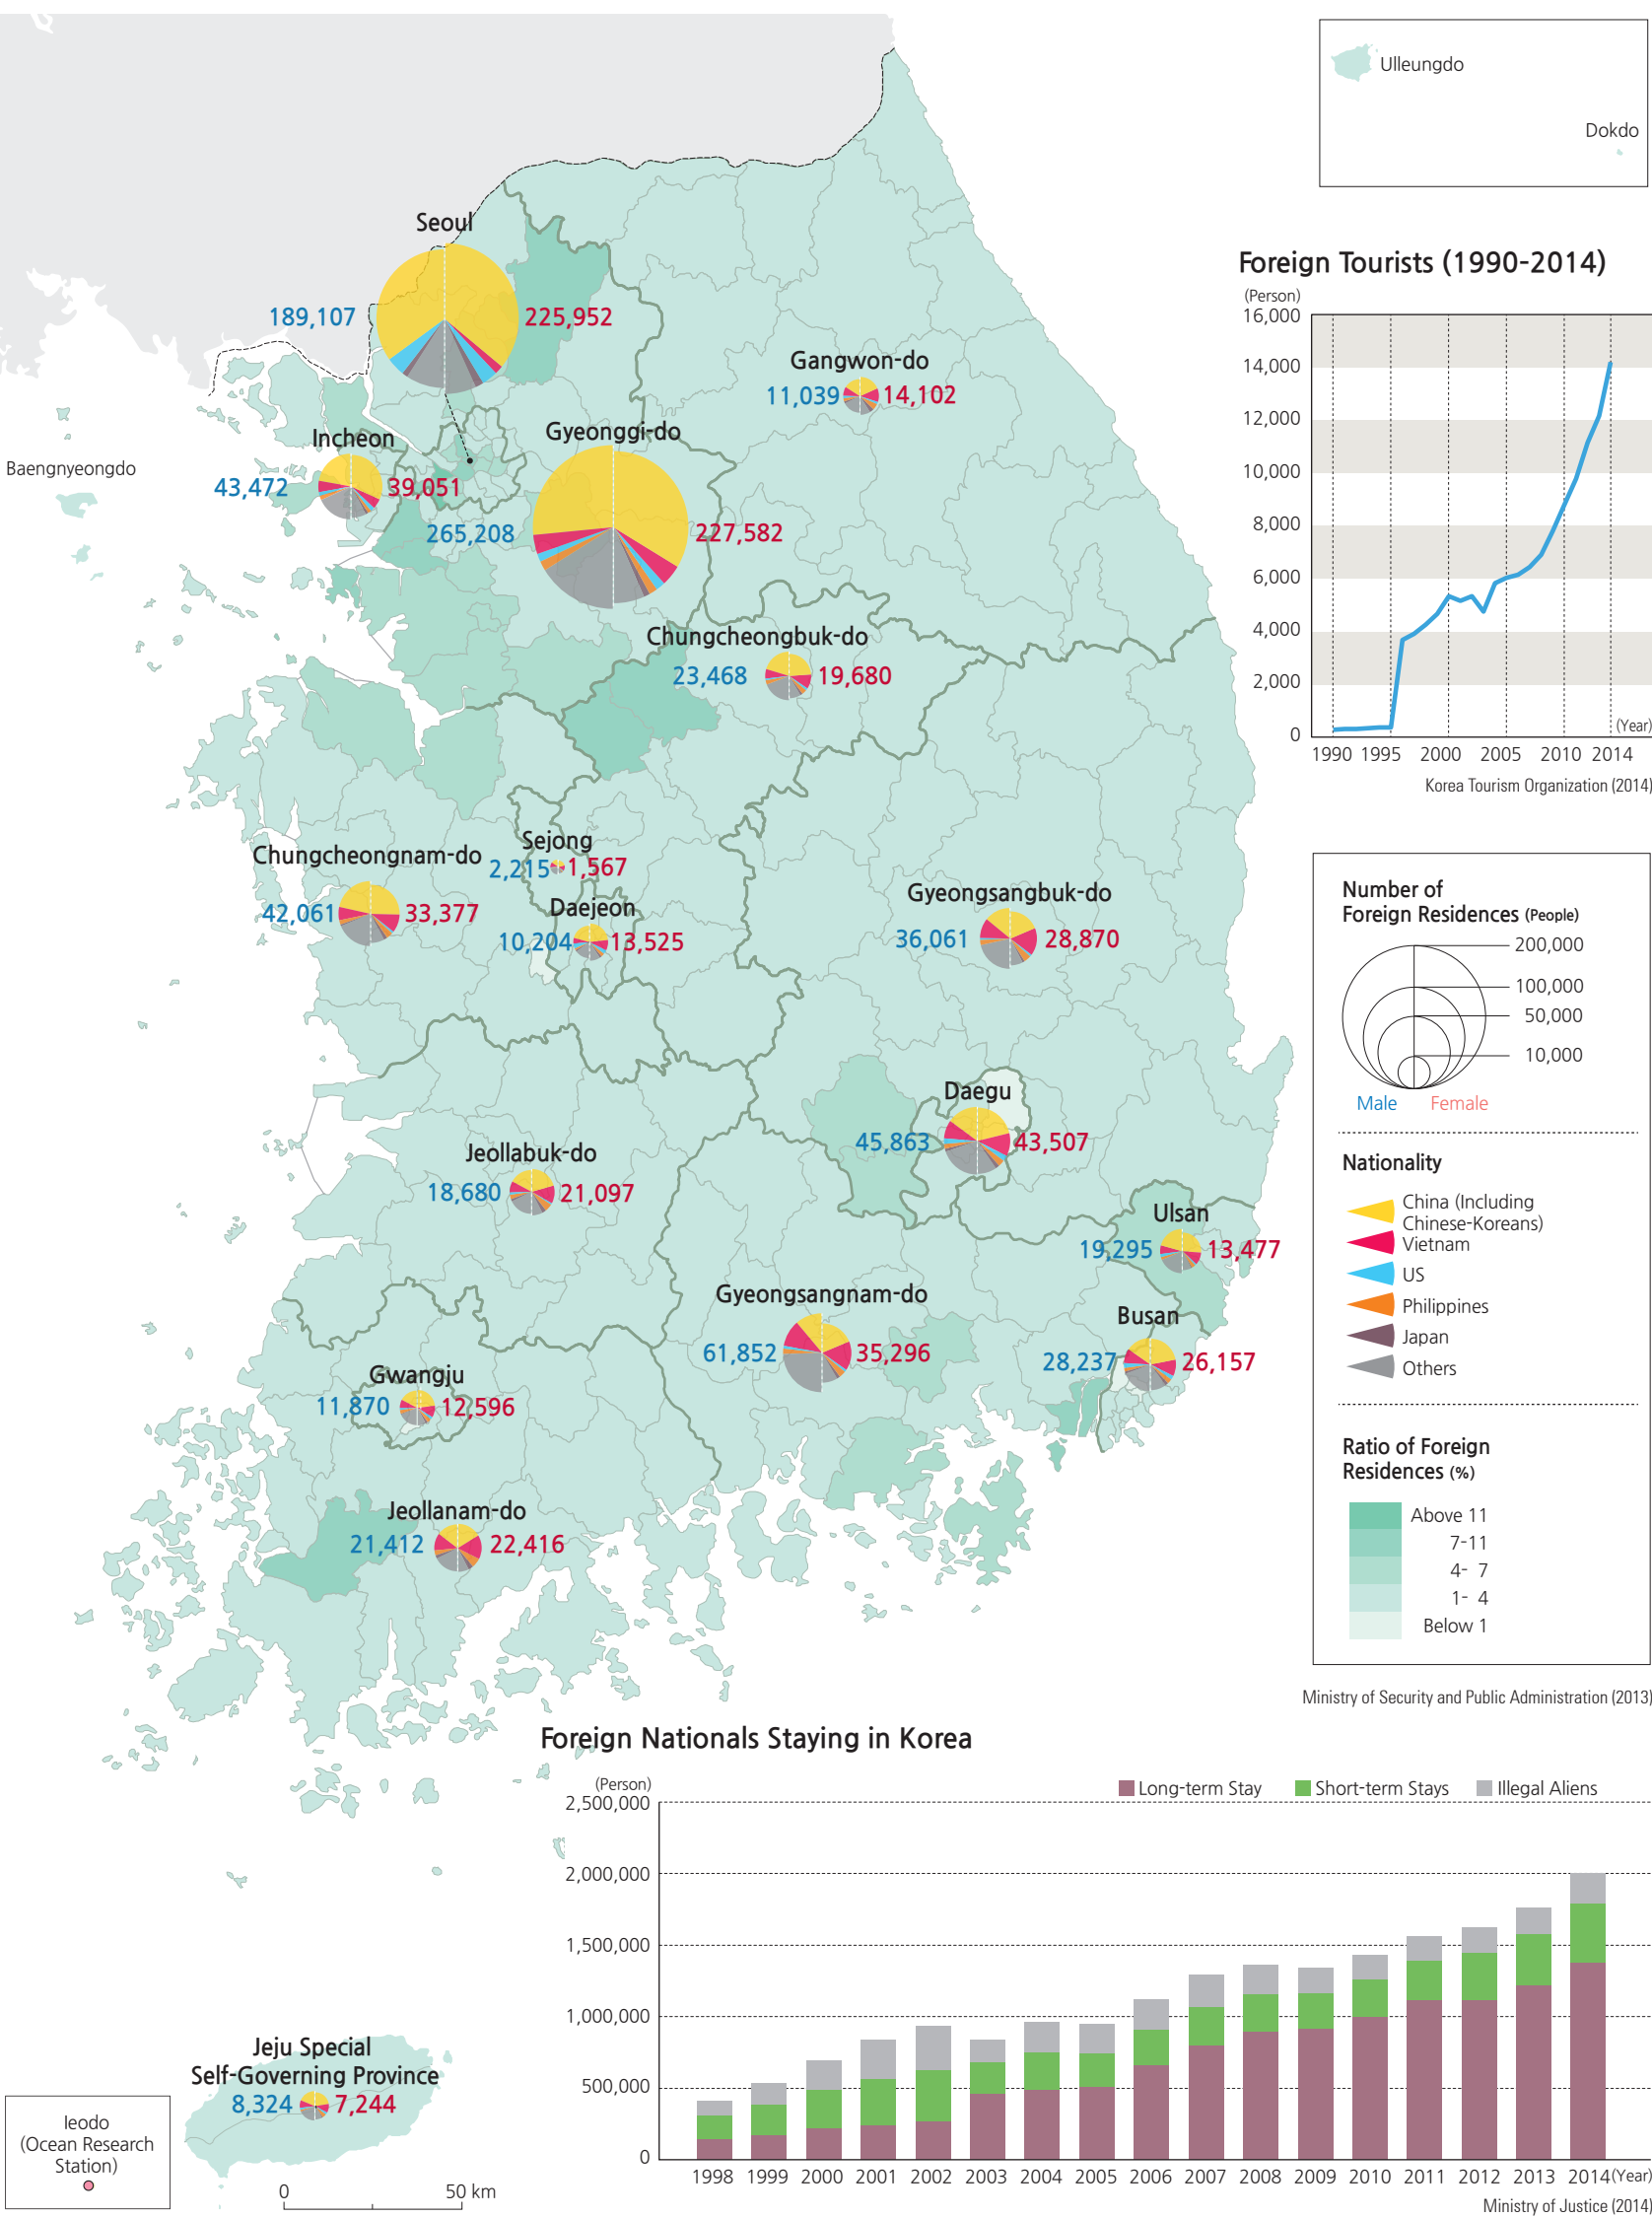 Ulleungdo
Dokdo
Seoul
189,107
225,952
Gangwon-do
11,039
14,102
Incheon
43,472
39,051
Baengnyeongdo
Gyeonggi-do
265,208
227,582
Chungcheongbuk-do
23,468
19,680
Sejong
2,215
1,567
Chungcheongnam-do
42,061
33,377
Daejeon
10,204
13,525
Gyeongsangbuk-do
36,061
28,870
Daegu
45,863
43,507
Jeollabuk-do
18,680
21,097
Ulsan
19,295
13,477
Gyeongsangnam-do
61,852
35,296
Busan
28,237
26,157
Gwangju
11,870
12,596
Jeollanam-do
21,412
22,416
Jeju Special
Self-Governing Province
8,324
7,244
Ieodo
(Ocean Research
Station)
0
50 km
Foreign Tourists (1990-2014)
(Person)
16,000
14,000
12,000
10,000
8,000
6,000
4,000
2,000
0
(Year)
1990 1995 2000 2005 2010 2014
Korea Tourism Organization (2014)
Number of
Foreign Residences (People)
200,000
100,000
50,000
10,000
Male Female
Nationality
China (Including
Chinese-Koreans)
Vietnam
US
Philippines
Japan
Others
Ratio of Foreign
Residences (%)
Above 11
7-11
4- 7
1- 4
Below 1
Ministry of Security and Public Administration (2013)
Foreign Nationals Staying in Korea
(Person)
Long-term Stay Short-term Stays Illegal Aliens
2,500,000
2,000,000
1,500,000
1,000,000
500,000
0
1998 1999 2000 2001 2002 2003 2004 2005 2006 2007 2008 2009 2010 2011 2012 2013 2014 (Year)
Ministry of Justice (2014)